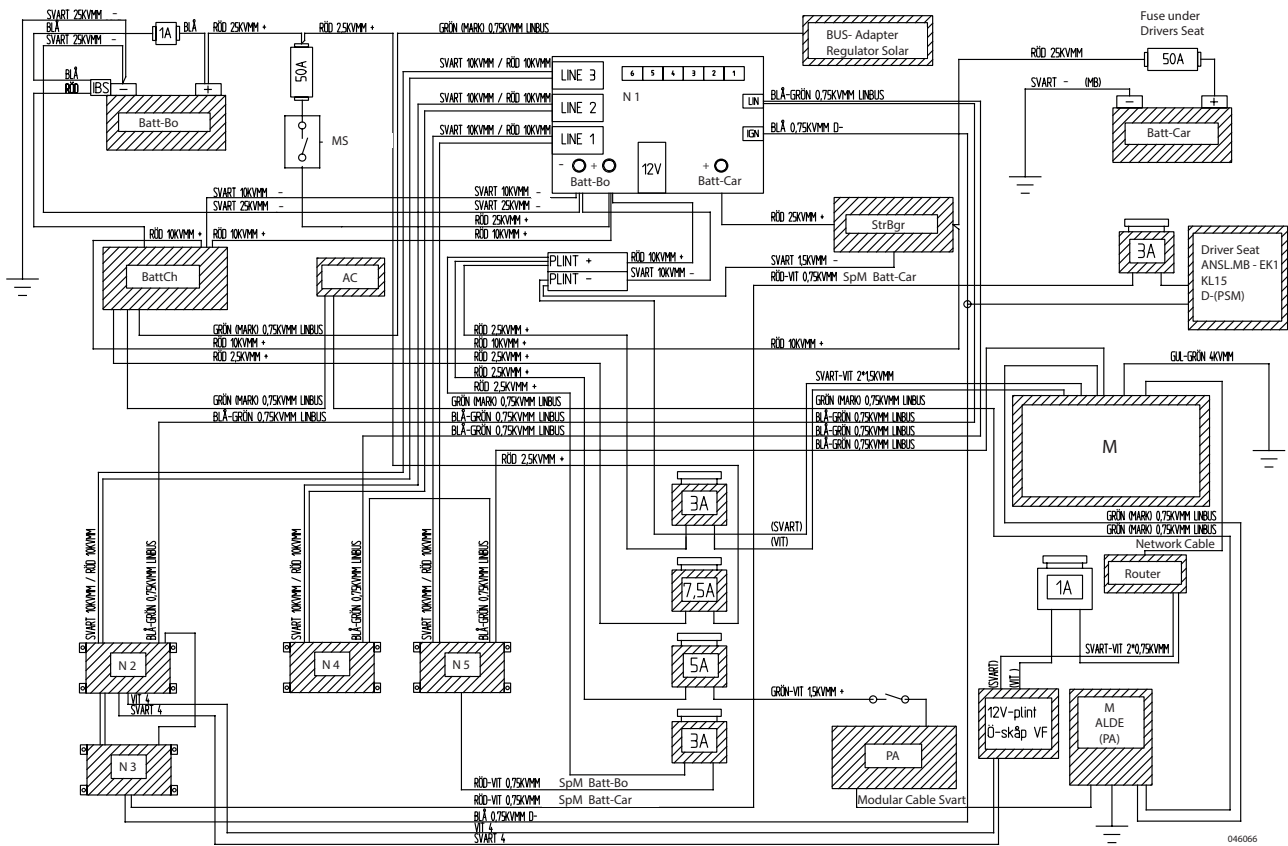 SVART 25KVMM -
BLÅ
SVART 25KVMM -
1A
BLÅ
RÖD 25KVMM +
RÖD 2,5KVMM +
GRÖN (MARK) 0,75KVMM LINBUS
BUS- Adapter
Regulator Solar
Fuse under
Drivers Seat
RÖD 25KVMM
50A
SVART - (MB)
- +
Batt-Car
BLÅ
RÖD
IBS
- +
Batt-Bo
50A
MS
SVART 10KVMM / RÖD 10KVMM
SVART 10KVMM / RÖD 10KVMM
SVART 10KVMM / RÖD 10KVMM
LINE 3
LINE 2
LINE 1
6 5 4 3 2 1
N 1
LIN
IGN
- +
Batt-Bo
12V
+
Batt-Car
BLÅ-GRÖN 0,75KVMM LINBUS
BLÅ 0,75KVMM D-
SVART 10KVMM -
SVART 10KVMM -
SVART 25KVMM -
SVART 25KVMM -
RÖD 25KVMM +
RÖD 10KVMM +
RÖD 10KVMM +
RÖD 10KVMM +
RÖD 25KVMM +
StrBgr
BattCh
AC
PLINT +
PLINT -
RÖD 10KVMM +
SVART 10KVMM -
SVART 1,5KVMM -
RÖD-VIT 0,75KVMM SpM Batt-Car
3A
Driver Seat
ANSL.MB - EK1
KL15
D-(PSM)
GRÖN (MARK) 0,75KVMM LINBUS
RÖD 10KVMM +
RÖD 2,5KVMM +
RÖD 2,5KVMM +
RÖD 10KVMM +
RÖD 2,5KVMM +
RÖD 2,5KVMM +
RÖD 2,5KVMM +
RÖD 10KVMM +
GUL-GRÖN 4KVMM
SVART-VIT 2*1,5KVMM
GRÖN (MARK) 0,75KVMM LINBUS
BLÅ-GRÖN 0,75KVMM LINBUS
GRÖN (MARK) 0,75KVMM LINBUS
BLÅ-GRÖN 0,75KVMM LINBUS
BLÅ-GRÖN 0,75KVMM LINBUS
GRÖN (MARK) 0,75KVMM LINBUS
BLÅ-GRÖN 0,75KVMM LINBUS
BLÅ-GRÖN 0,75KVMM LINBUS
BLÅ-GRÖN 0,75KVMM LINBUS
M
RÖD 2,5KVMM +
3A
(SVART)
(VIT)
GRÖN (MARK) 0,75KVMM LINBUS
GRÖN (MARK) 0,75KVMM LINBUS
Network Cable
Router
1A
7,5A
SVART 10KVMM / RÖD 10KVMM
BLÅ-GRÖN 0,75KVMM LINBUS
SVART 10KVMM / RÖD 10KVMM
BLÅ-GRÖN 0,75KVMM LINBUS
SVART 10KVMM / RÖD 10KVMM
BLÅ-GRÖN 0,75KVMM LINBUS
N 2
N 4
N 5
5A
SVART-VIT 2*0,75KVMM
(SVART)
(VIT )
GRÖN-VIT 1,5KVMM +
VIT 4
SVART 4
12V-plint
Ö-skåp VF
M
ALDE
(PA)
3A
PA
N 3
RÖD-VIT 0,75KVMM SpM Batt-Bo
RÖD-VIT 0,75KVMM SpM Batt-Car
Modular Cable Svart
BLÅ 0,75KVMM D-
VIT 4
SVART 4
046066